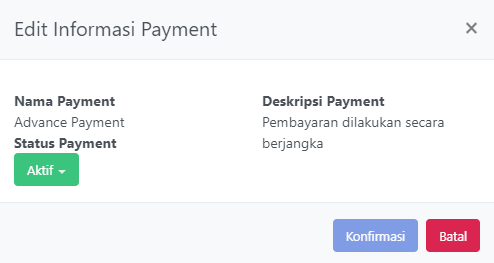 Edit Informasi Payment
×
Nama Payment
Advance Payment
Status Payment
Aktif
Deskripsi Payment
Pembayaran dilakukan secara
berjangka
Konfirmasi
Batal